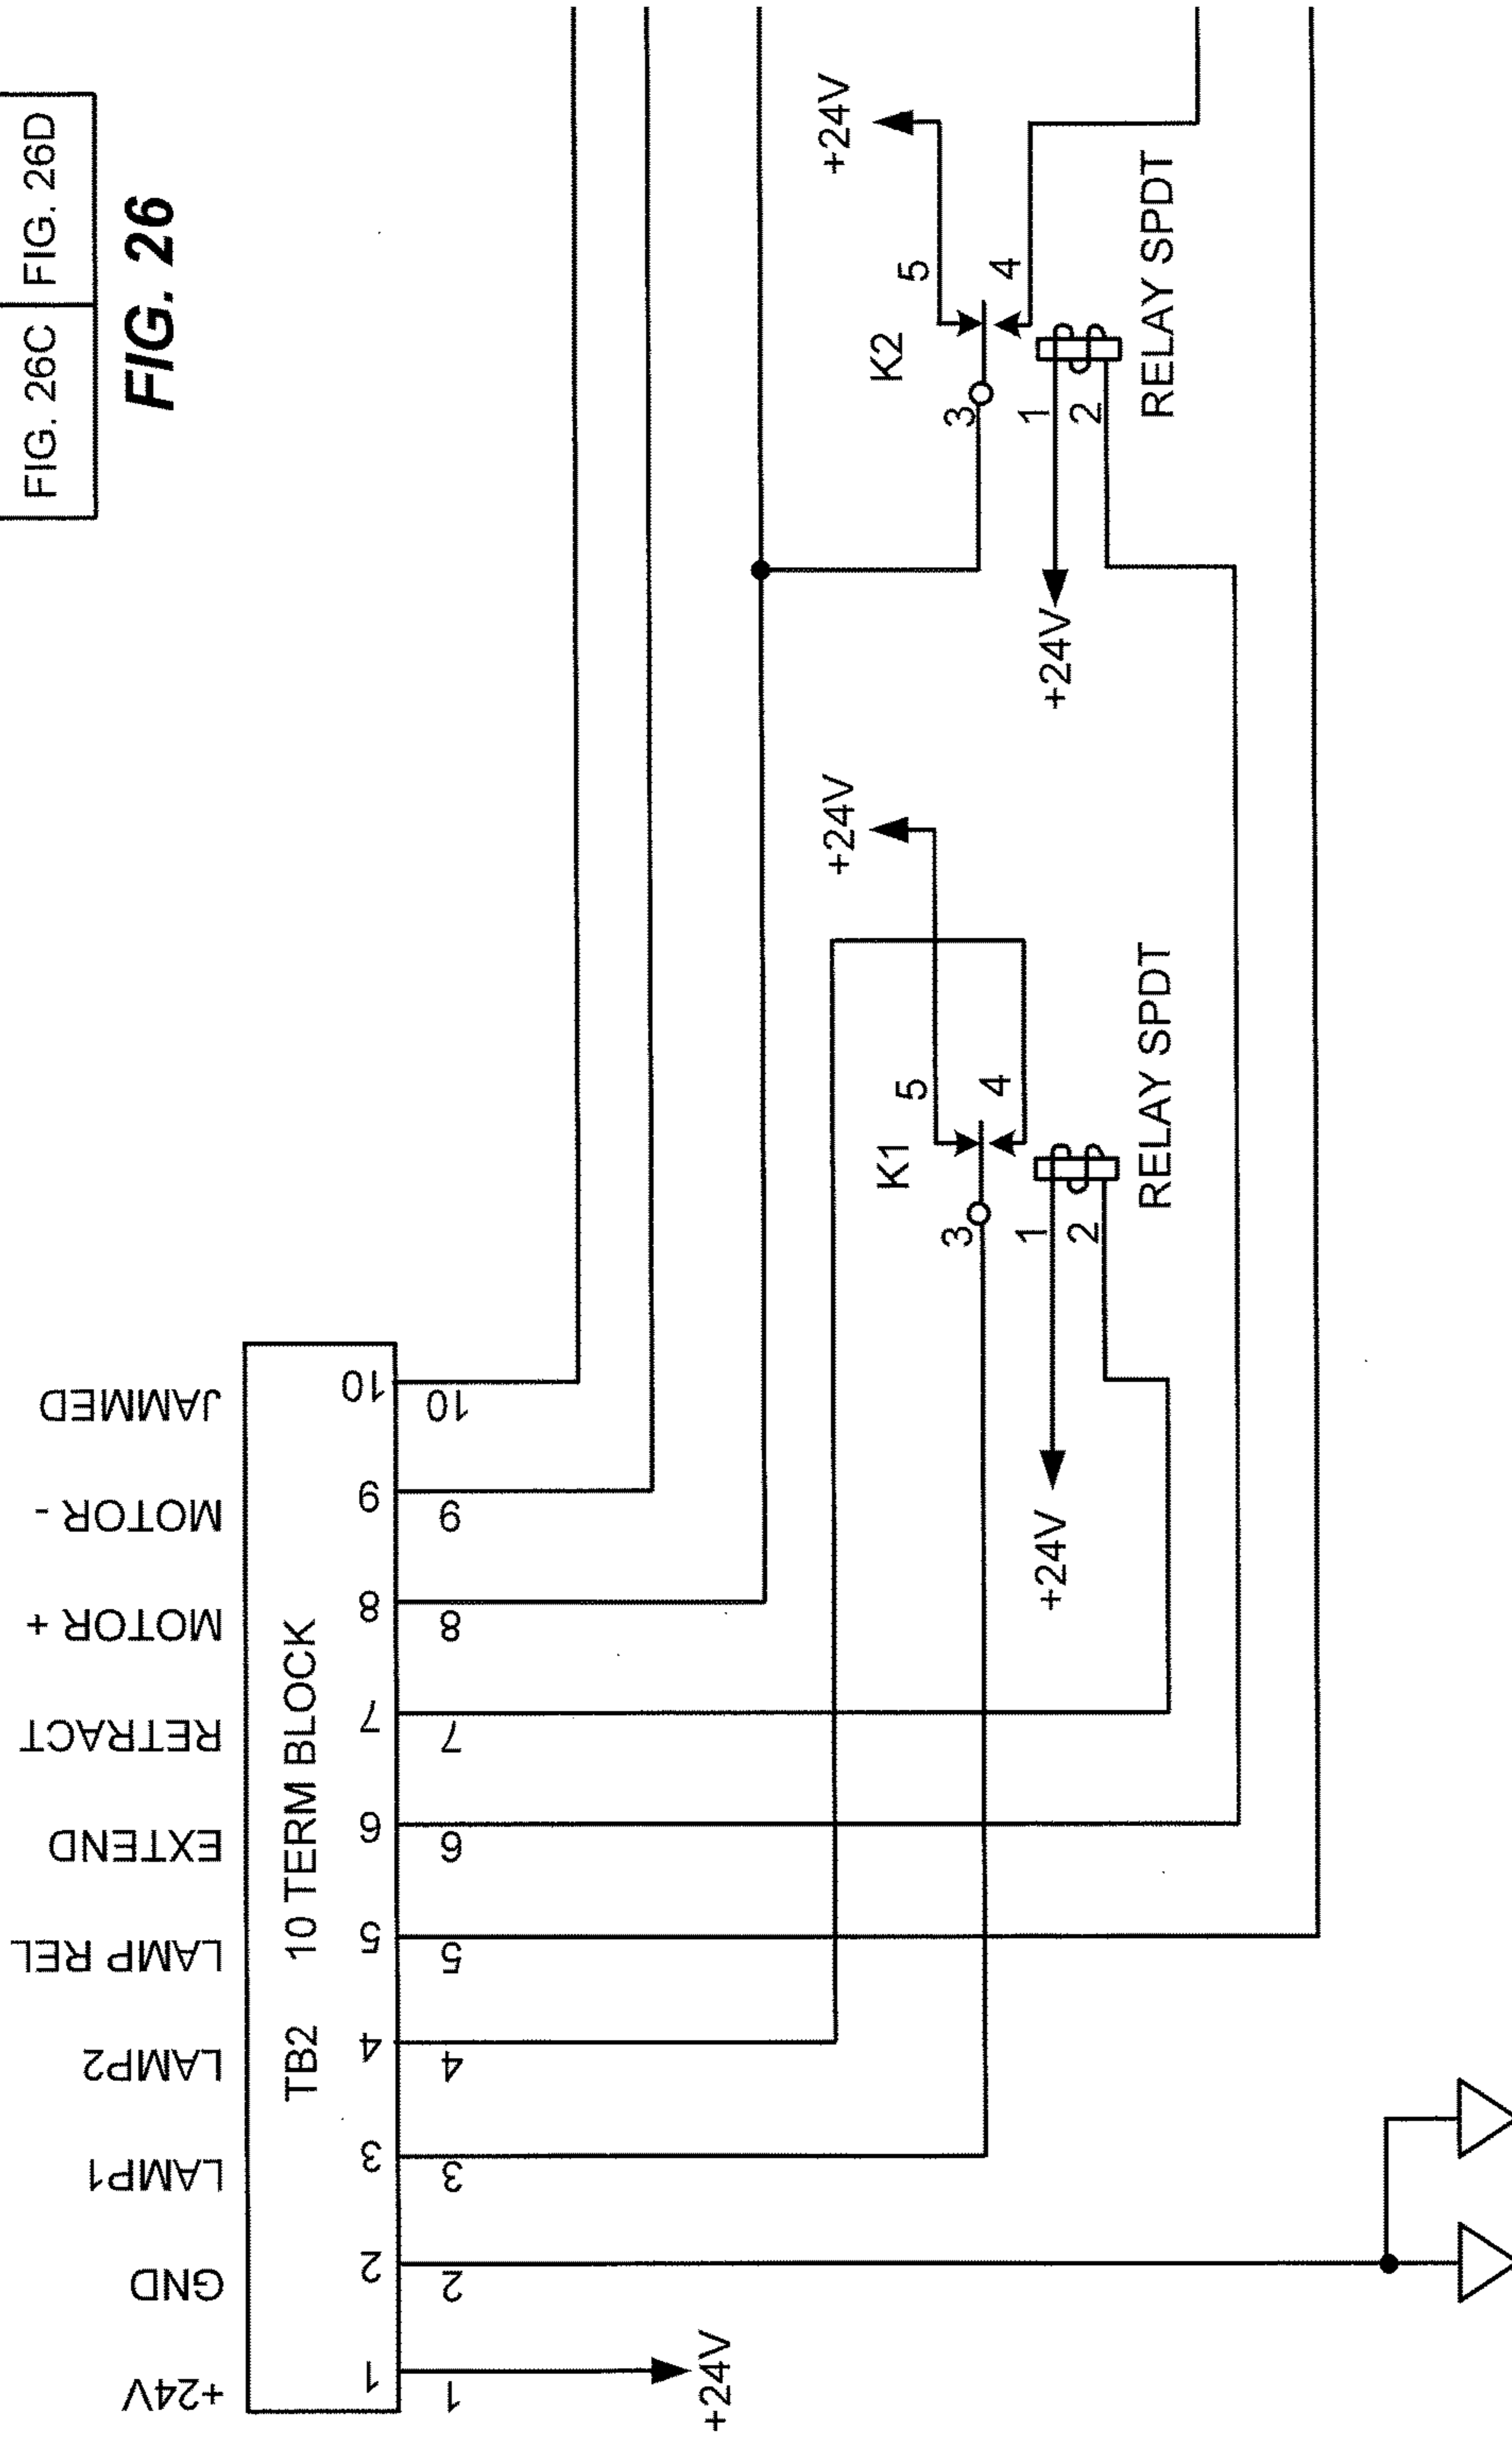 FIG. 26C FIG. 26D
FIG. 26
+24V
GND
LAMP1
LAMP2
LAMP REL
EXTEND
RETRACT
MOTOR +
MOTOR -
JAMMED
TB2 10 TERM BLOCK
1 2 3 4 5 6 7 8 9 10
1 2 3 4 5 6 7 8 9 10
+24V
+24V
K1
5
4
3
1
2
+24V
RELAY SPDT
+24V
K2
5
4
3
1
2
+24V
RELAY SPDT